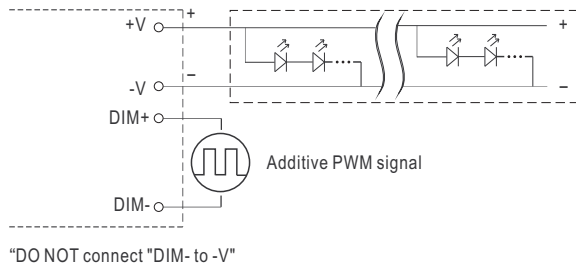 +V
+
+
-V
−
−
DIM+
Additive PWM signal
DIM-
“DO NOT connect "DIM- to -V"